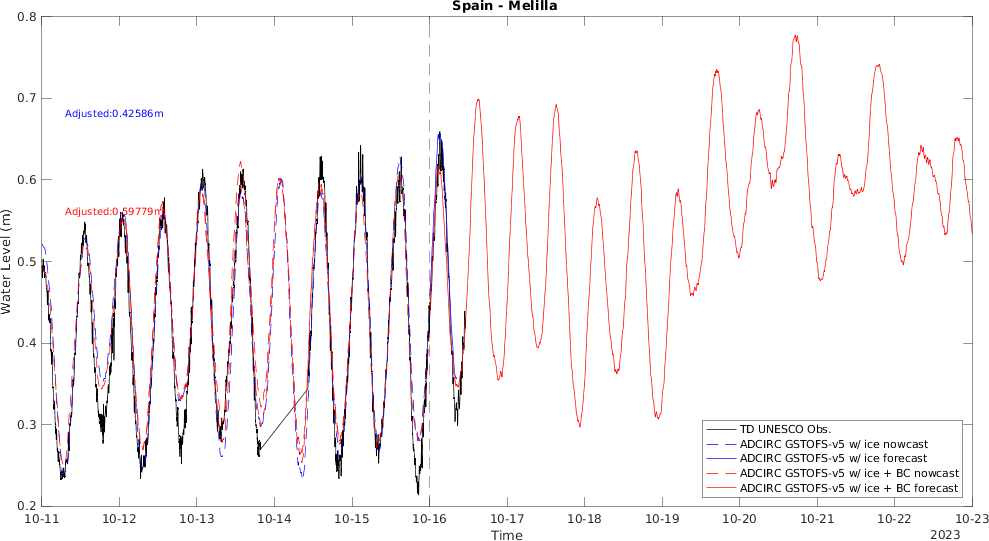 Spain - Melilla
0.8
0.7
0.6
0.5
0.4
0.3
0.2
Water Level (m)
Adjusted:0.42586m
Adjusted:0.59779m
TD UNESCO Obs.
ADCIRC GSTOFS-v5 w/ ice nowcast
ADCIRC GSTOFS-v5 w/ ice forecast
ADCIRC GSTOFS-v5 w/ ice + BC nowcast
ADCIRC GSTOFS-v5 w/ ice + BC forecast
10-11 10-12 10-13 10-14 10-15 10-16 10-17 10-18 10-19 10-20 10-21 10-22 10-23
Time
2023